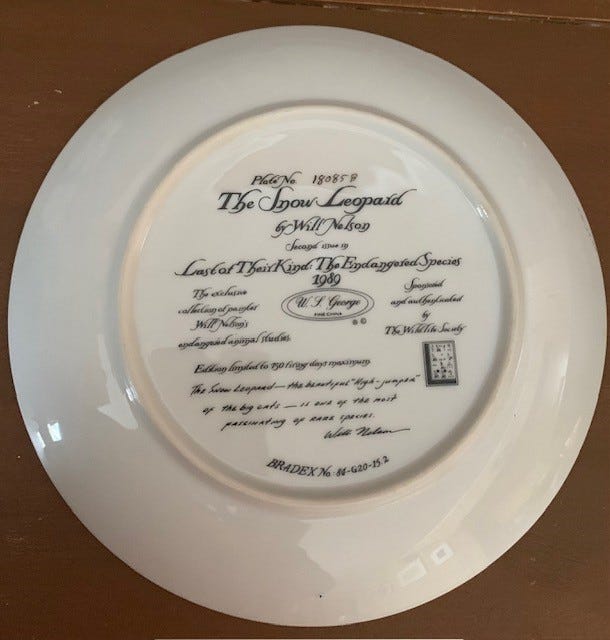 Plate No. 18085B
The Snow Leopard
by Will Nelson
Second issue in
Last of Their Kind: The Endangered Species
1989
The exclusive
collection of painter
Will Nelson's
endangered animal studies.
W. S. George
FINE CHINA
Sponsored
and authenticated
by
The Wildlife Society
Edition limited to 150 firing days maximum
The Snow Leopard — the beautiful "high-jumper"
of the big cats — is one of the most
fascinating of rare species.
Will Nelson
BRADEX No. 84-G20-15.2